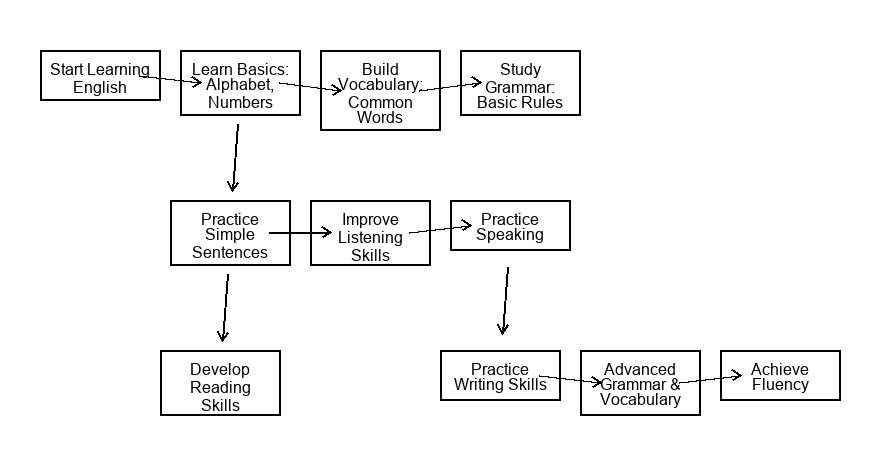 Start Learning
English
Learn Basics:
Alphabet,
Numbers
Build
Vocabulary:
Common
Words
Study
Grammar:
Basic Rules
Practice
Simple
Sentences
Improve
Listening
Skills
Practice
Speaking
Develop
Reading
Skills
Practice
Writing Skills
Advanced
Grammar &
Vocabulary
Achieve
Fluency